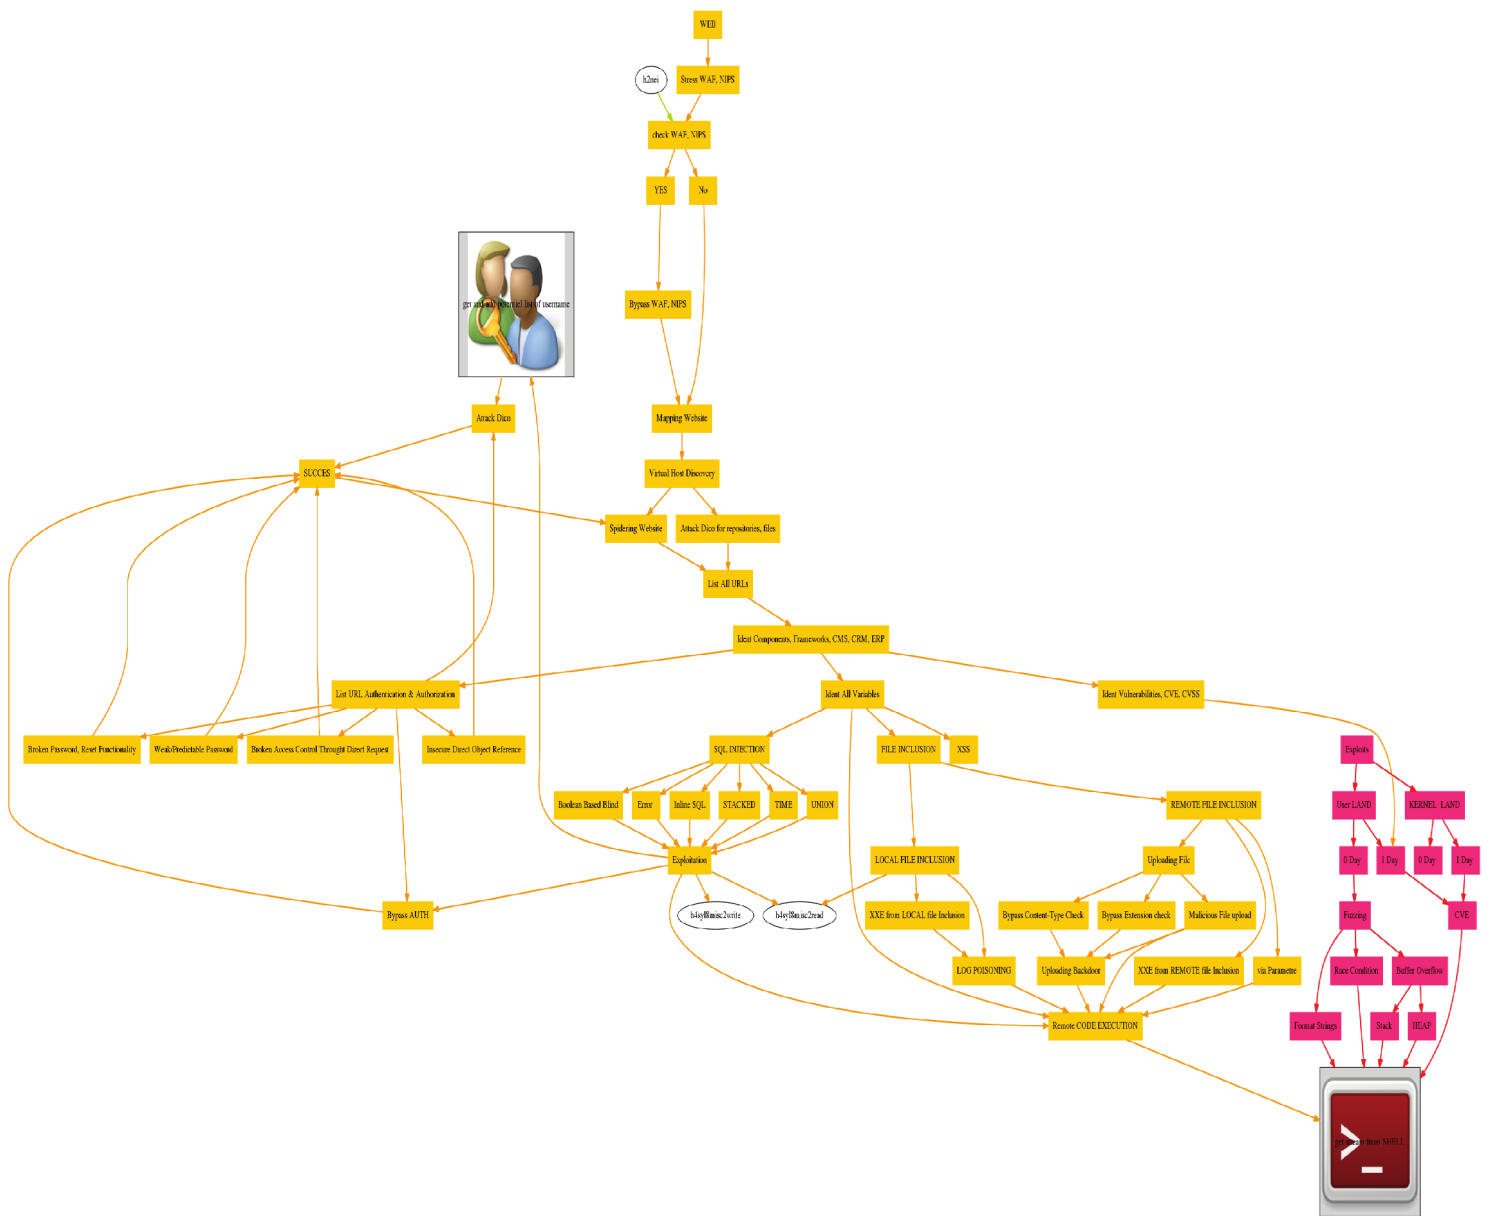 WEB
h2nei
Stress WAF, NIPS
check WAF, NIPS
YES
No
get and add potentiel list of username
Bypass WAF, NIPS
Attack Dico
Mapping Website
SUCCES
Virtual Host Discovery
Spidering Website
Attack Dico for repositories, files
List All URLs
Ident Components, Frameworks, CMS, CRM, ERP
List URL Authentication & Authorization
Ident All Variables
Ident Vulnerabilities, CVE, CVSS
Broken Password, Reset Functionality
Weak/Predictable Password
Broken Access Control Throught Direct Request
Insecure Direct Object Reference
SQL INJECTION
FILE INCLUSION
XSS
Exploits
Boolean Based Blind
Error
Inline SQL
STACKED
TIME
UNION
REMOTE FILE INCLUSION
User LAND
KERNEL LAND
Exploitation
LOCAL FILE INCLUSION
Uploading File
0 Day
1 Day
0 Day
1 Day
Bypass AUTH
h4syl8misc2write
h4syl8misc2read
XXE from LOCAL file Inclusion
Bypass Content-Type Check
Bypass Extension check
Malicious File upload
Fuzzing
CVE
LOG POISONING
Uploading Backdoor
XXE from REMOTE file Inclusion
via Parametre
Race Condition
Buffer Overflow
Remote CODE EXECUTION
Format Strings
Stack
HEAP
get from SHELL